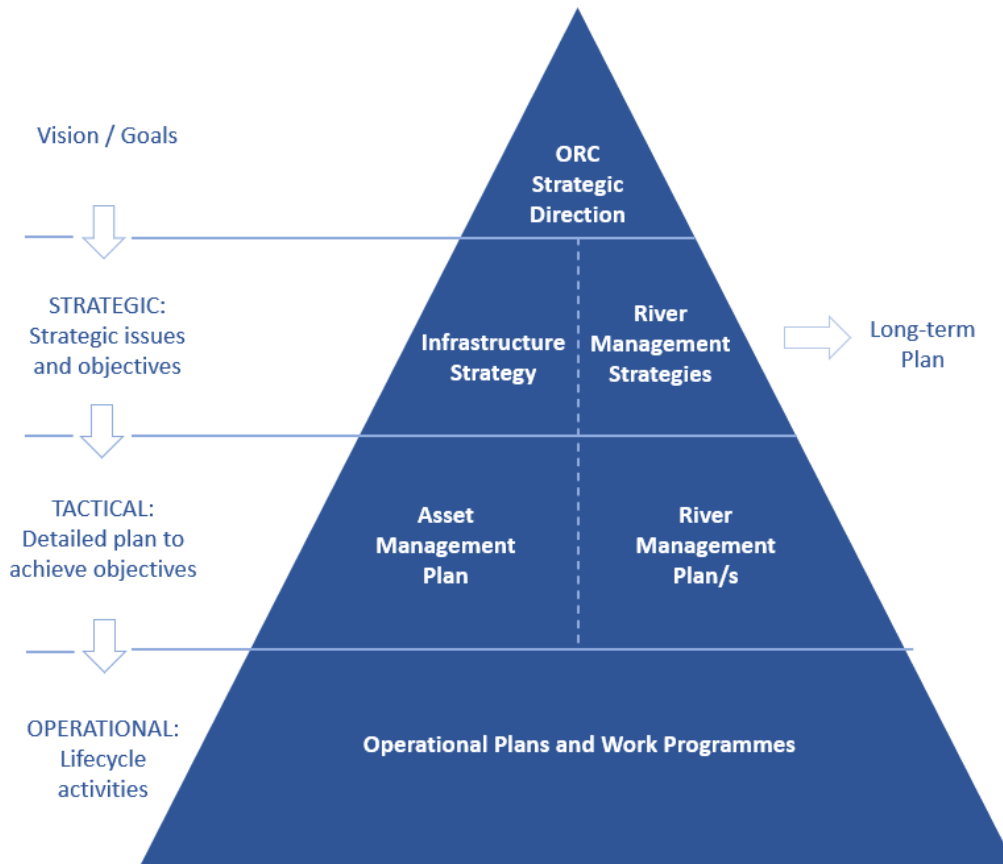 Vision / Goals
ORC
Strategic
Direction
STRATEGIC:
Strategic issues
and objectives
Infrastructure
Strategy
River
Management
Strategies
Long-term
Plan
TACTICAL:
Detailed plan to
achieve objectives
Asset
Management
Plan
River
Management
Plan/s
OPERATIONAL:
Lifecycle
activities
Operational Plans and Work Programmes